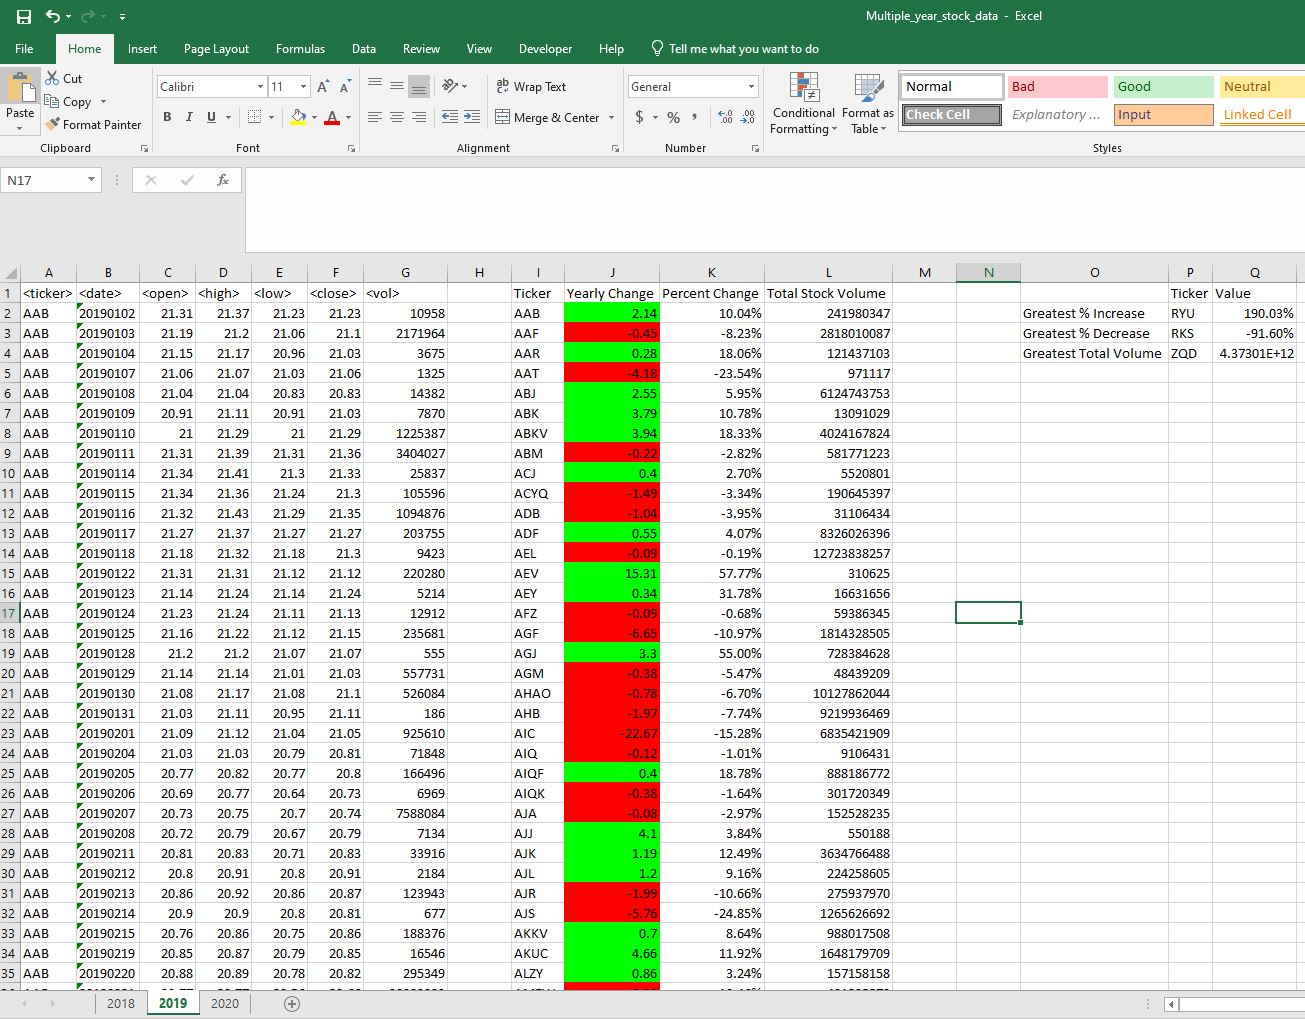 Multiple_year_stock_data - Excel
File Home Insert Page Layout Formulas Data Review View Developer Help Tell me what you want to do
Cut
Copy
Format Painter
Paste
Calibri 11
B I U
Wrap Text
Merge & Center
General
$ % ,
Conditional Formatting
Format as Table
Normal Bad Good Neutral
Check Cell Explanatory ... Input Linked Cell
Clipboard Font Alignment Number Styles
N17 fx
A B C D E F G H I J K L M N O P Q
1 <ticker> <date> <open> <high> <low> <close> <vol> Ticker Yearly Change Percent Change Total Stock Volume Ticker Value
2 AAB 20190102 21.31 21.37 21.23 21.23 10958 AAB 2.14 10.04% 241980347 Greatest % Increase RYU 190.03%
3 AAB 20190103 21.19 21.2 21.06 21.1 2171964 AAF -0.45 -8.23% 2818010087 Greatest % Decrease RKS -91.60%
4 AAB 20190104 21.15 21.17 20.96 21.03 3675 AAR 0.28 18.06% 121437103 Greatest Total Volume ZQD 4.37301E+12
5 AAB 20190107 21.06 21.07 21.03 21.06 1325 AAT -4.18 -23.54% 971117
6 AAB 20190108 21.04 21.04 20.83 20.83 14382 ABJ 2.55 5.95% 6124743753
7 AAB 20190109 20.91 21.11 20.91 21.03 7870 ABK 3.79 10.78% 13091029
8 AAB 20190110 21 21.29 21 21.29 1225387 ABKV 3.94 18.33% 4024167824
9 AAB 20190111 21.31 21.39 21.31 21.36 3404027 ABM -0.22 -2.82% 581771223
10 AAB 20190114 21.34 21.41 21.3 21.33 25837 ACJ 0.4 2.70% 5520801
11 AAB 20190115 21.34 21.36 21.24 21.3 105596 ACYQ -1.49 -3.34% 190645397
12 AAB 20190116 21.32 21.43 21.29 21.35 1094876 ADB -1.04 -3.95% 31106434
13 AAB 20190117 21.27 21.37 21.27 21.27 203755 ADF 0.55 4.07% 8326026396
14 AAB 20190118 21.18 21.32 21.18 21.3 9423 AEL -0.09 -0.19% 12723838257
15 AAB 20190122 21.31 21.31 21.12 21.12 220280 AEV 15.31 57.77% 310625
16 AAB 20190123 21.14 21.24 21.14 21.24 5214 AEY 0.34 31.78% 16631656
17 AAB 20190124 21.23 21.24 21.11 21.13 12912 AFZ -0.09 -0.68% 59386345
18 AAB 20190125 21.16 21.22 21.12 21.15 235681 AGF -6.65 -10.97% 1814328505
19 AAB 20190128 21.2 21.2 21.07 21.07 555 AGJ 3.3 55.00% 728384628
20 AAB 20190129 21.14 21.14 21.01 21.03 557731 AGM -0.38 -5.47% 48439209
21 AAB 20190130 21.08 21.17 21.08 21.1 526084 AHAO -0.78 -6.70% 10127862044
22 AAB 20190131 21.03 21.11 20.95 21.11 186 AHB -1.97 -7.74% 9219936469
23 AAB 20190201 21.09 21.12 21.04 21.05 925610 AIC -22.67 -15.28% 6835421909
24 AAB 20190204 21.03 21.03 20.79 20.81 71848 AIQ -0.12 -1.01% 9106431
25 AAB 20190205 20.77 20.82 20.77 20.8 166496 AIQF 0.4 18.78% 888186772
26 AAB 20190206 20.69 20.77 20.64 20.73 6969 AIQK -0.38 -1.64% 301720349
27 AAB 20190207 20.73 20.75 20.7 20.74 7588084 AJA -0.08 -2.97% 152528235
28 AAB 20190208 20.72 20.79 20.67 20.79 7134 AJJ 4.1 3.84% 550188
29 AAB 20190211 20.81 20.83 20.71 20.83 33916 AJK 1.19 12.49% 3634766488
30 AAB 20190212 20.8 20.91 20.8 20.91 2184 AJL 1.2 9.16% 224258605
31 AAB 20190213 20.86 20.92 20.86 20.87 123943 AJR -1.99 -10.66% 275937970
32 AAB 20190214 20.9 20.9 20.8 20.81 677 AJS -5.76 -24.85% 1265626692
33 AAB 20190215 20.76 20.86 20.75 20.86 188376 AKKV 0.7 8.64% 988017508
34 AAB 20190219 20.85 20.87 20.79 20.85 16546 AKUC 4.66 11.92% 1648179709
35 AAB 20190220 20.88 20.89 20.78 20.82 295349 ALZY 0.86 3.24% 157158158
2018 2019 2020